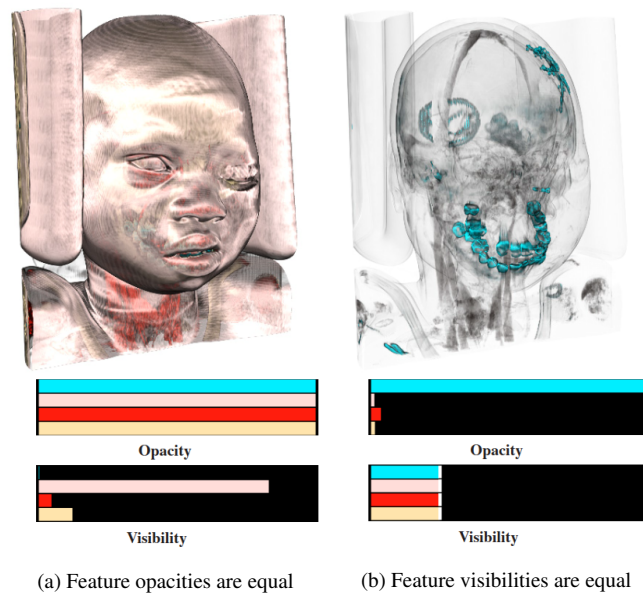 Opacity
Opacity
Visibility
Visibility
(a) Feature opacities are equal
(b) Feature visibilities are equal